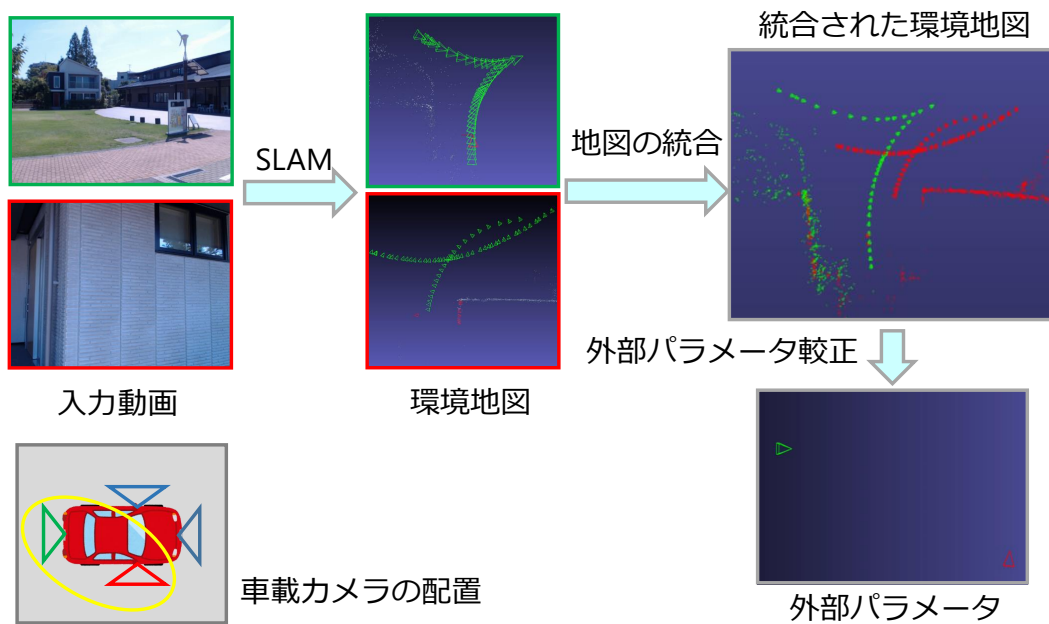 統合された環境地図
SLAM
地図の統合
外部パラメータ較正
入力動画
環境地図
車載カメラの配置
外部パラメータ